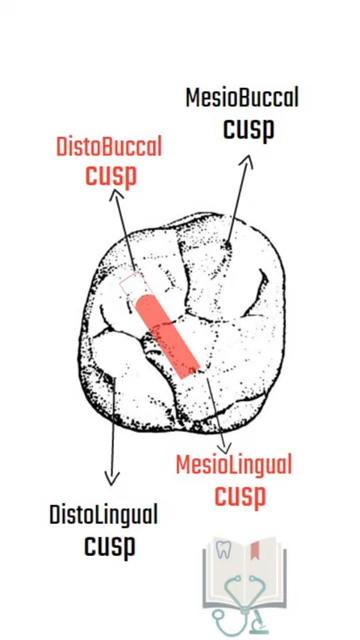 MesioBuccal
cusp
DistoBuccal
cusp
MesioLingual
cusp
DistoLingual
cusp